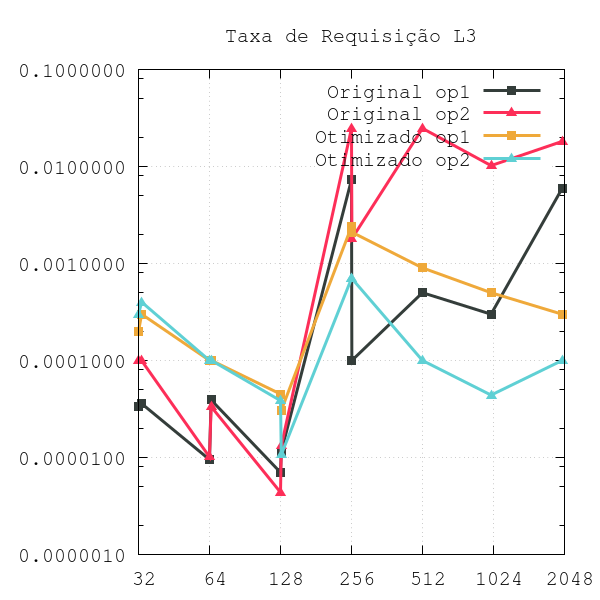 Taxa de Requisição L3
0.1000000
0.0100000
0.0010000
0.0001000
0.0000100
0.0000010
Original op1
Original op2
Otimizado op1
Otimizado op2
32 64 128 256 512 1024 2048